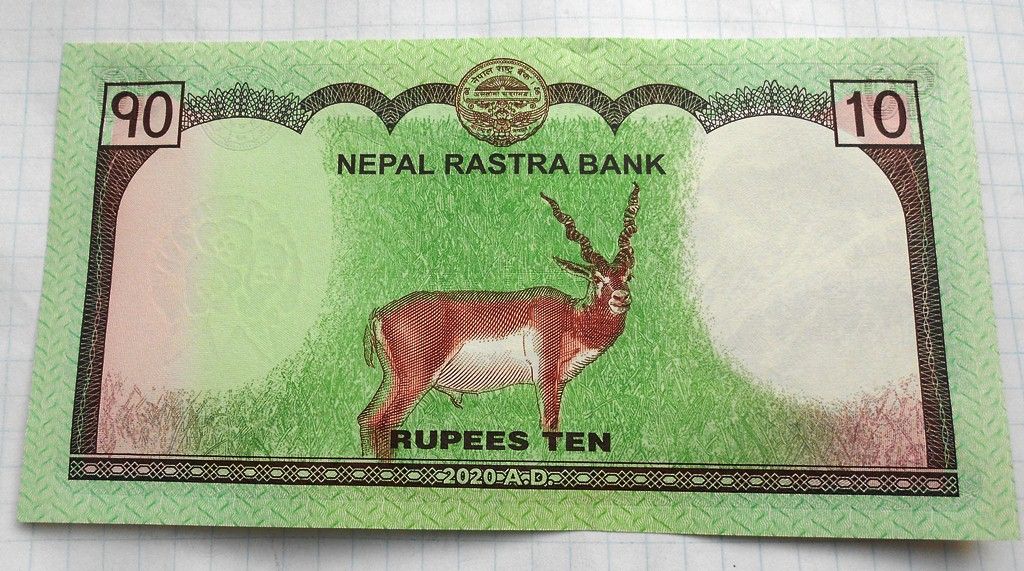 नेपाल राष्ट्र बैंक
१०
10
NEPAL RASTRA BANK
RUPEES TEN
2020 A.D.